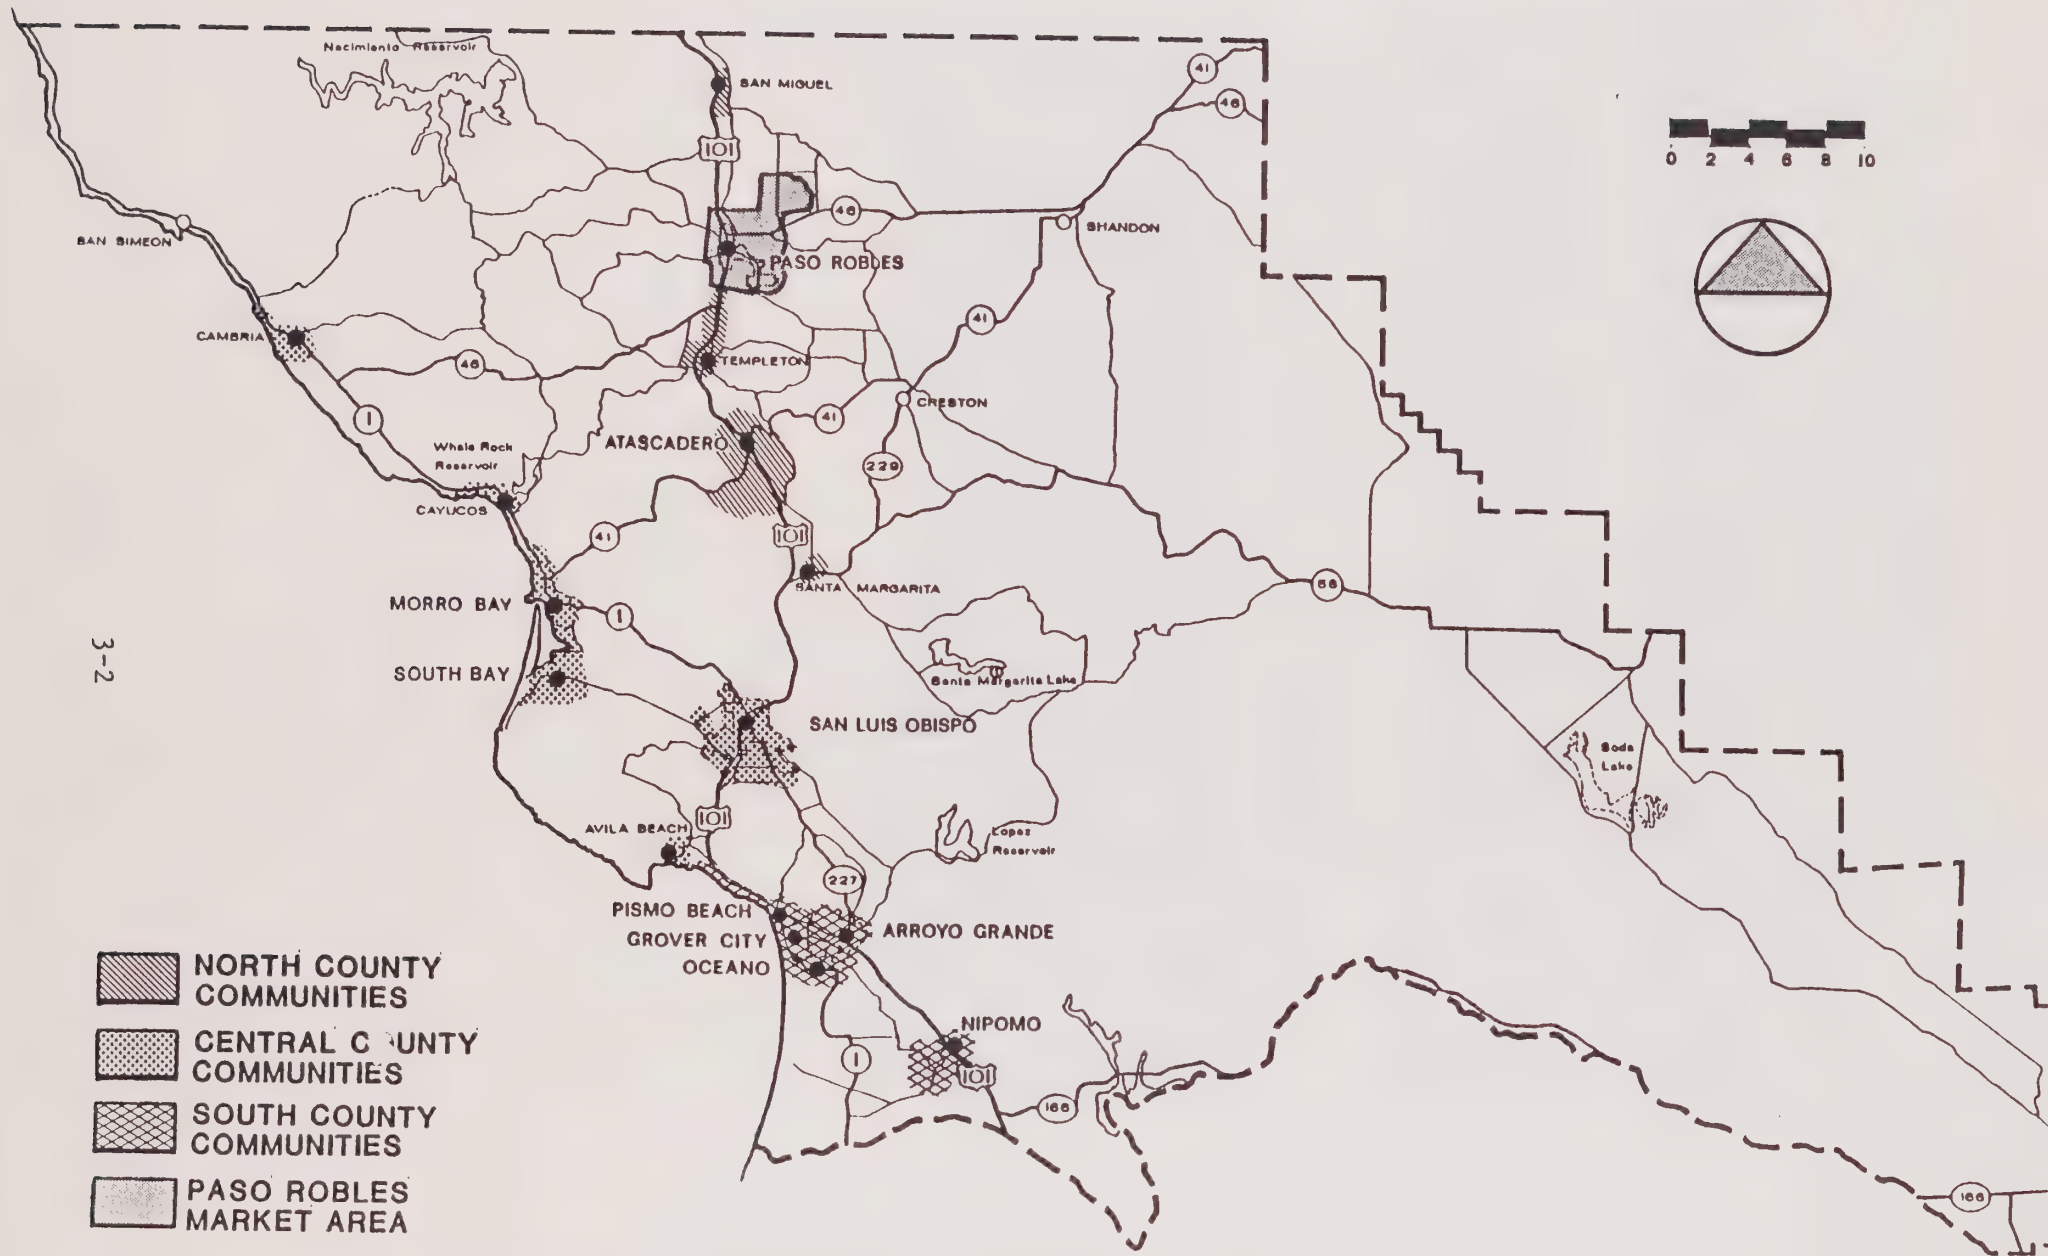 Nacimiento Reservoir
41
SAN MIGUEL
46
101
0 2 4 6 8 10
46
SHANDON
SAN SIMEON
PASO ROBLES
41
CAMBRIA
TEMPLETON
46
CRESTON
41
1
ATASCADERO
Whale Rock
Reservoir
229
CAYUCOS
101
41
SANTA MARGARITA
58
MORRO BAY
1
3-2
SOUTH BAY
Santa Margarita Lake
SAN LUIS OBISPO
Soda
Lake
101
AVILA BEACH
Lopez
Reservoir
227
PISMO BEACH
GROVER CITY
ARROYO GRANDE
OCEANO
NIPOMO
1
101
166
166
NORTH COUNTY
COMMUNITIES
CENTRAL C UNTY
COMMUNITIES
SOUTH COUNTY
COMMUNITIES
PASO ROBLES
MARKET AREA